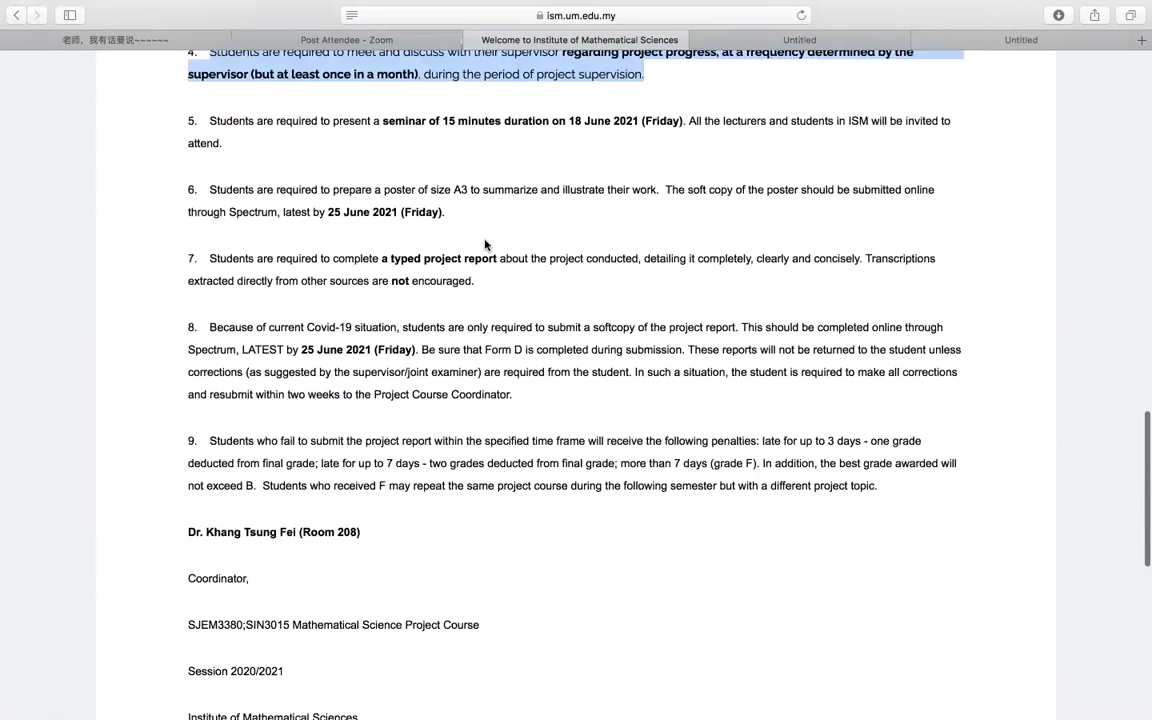 ism.um.edu.my
老师，我有话要说~~~~~~
Post Attendee - Zoom
Welcome to Institute of Mathematical Sciences
Untitled
Untitled
4. Students are required to meet and discuss with their supervisor regarding project progress, at a frequency determined by the
supervisor (but at least once in a month), during the period of project supervision.
5. Students are required to present a seminar of 15 minutes duration on 18 June 2021 (Friday). All the lecturers and students in ISM will be invited to
attend.
6. Students are required to prepare a poster of size A3 to summarize and illustrate their work. The soft copy of the poster should be submitted online
through Spectrum, latest by 25 June 2021 (Friday).
7. Students are required to complete a typed project report about the project conducted, detailing it completely, clearly and concisely. Transcriptions
extracted directly from other sources are not encouraged.
8. Because of current Covid-19 situation, students are only required to submit a softcopy of the project report. This should be completed online through
Spectrum, LATEST by 25 June 2021 (Friday). Be sure that Form D is completed during submission. These reports will not be returned to the student unless
corrections (as suggested by the supervisor/joint examiner) are required from the student. In such a situation, the student is required to make all corrections
and resubmit within two weeks to the Project Course Coordinator.
9. Students who fail to submit the project report within the specified time frame will receive the following penalties: late for up to 3 days - one grade
deducted from final grade; late for up to 7 days - two grades deducted from final grade; more than 7 days (grade F). In addition, the best grade awarded will
not exceed B. Students who received F may repeat the same project course during the following semester but with a different project topic.
Dr. Khang Tsung Fei (Room 208)
Coordinator,
SJEM3380;SIN3015 Mathematical Science Project Course
Session 2020/2021
Institute of Mathematical Sciences